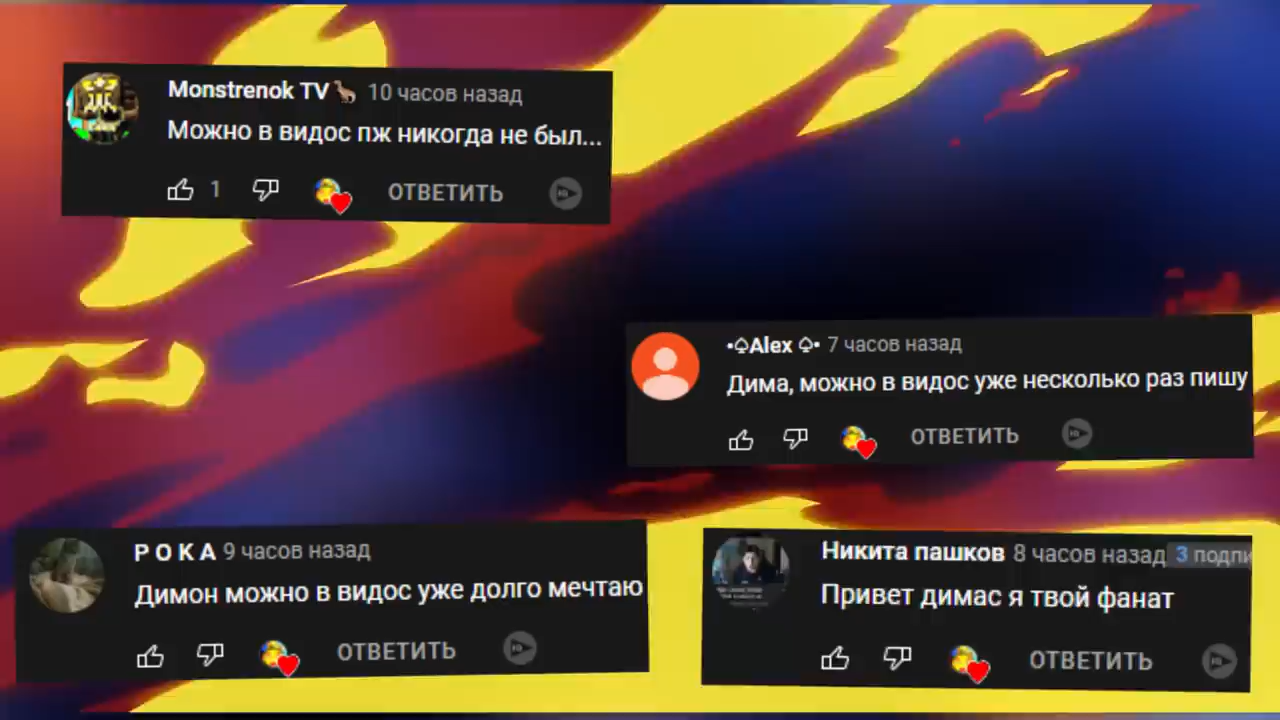 Monstrenok TV🦒 10 часов назад
Можно в видос пж никогда не был...
1 ОТВЕТИТЬ
•♤Alex ♤• 7 часов назад
Дима, можно в видос уже несколько раз пишу
ОТВЕТИТЬ
Р О К А 9 часов назад
Димон можно в видос уже долго мечтаю
ОТВЕТИТЬ
Никита пашков 8 часов назад 3 подпи
Привет димас я твой фанат
ОТВЕТИТЬ